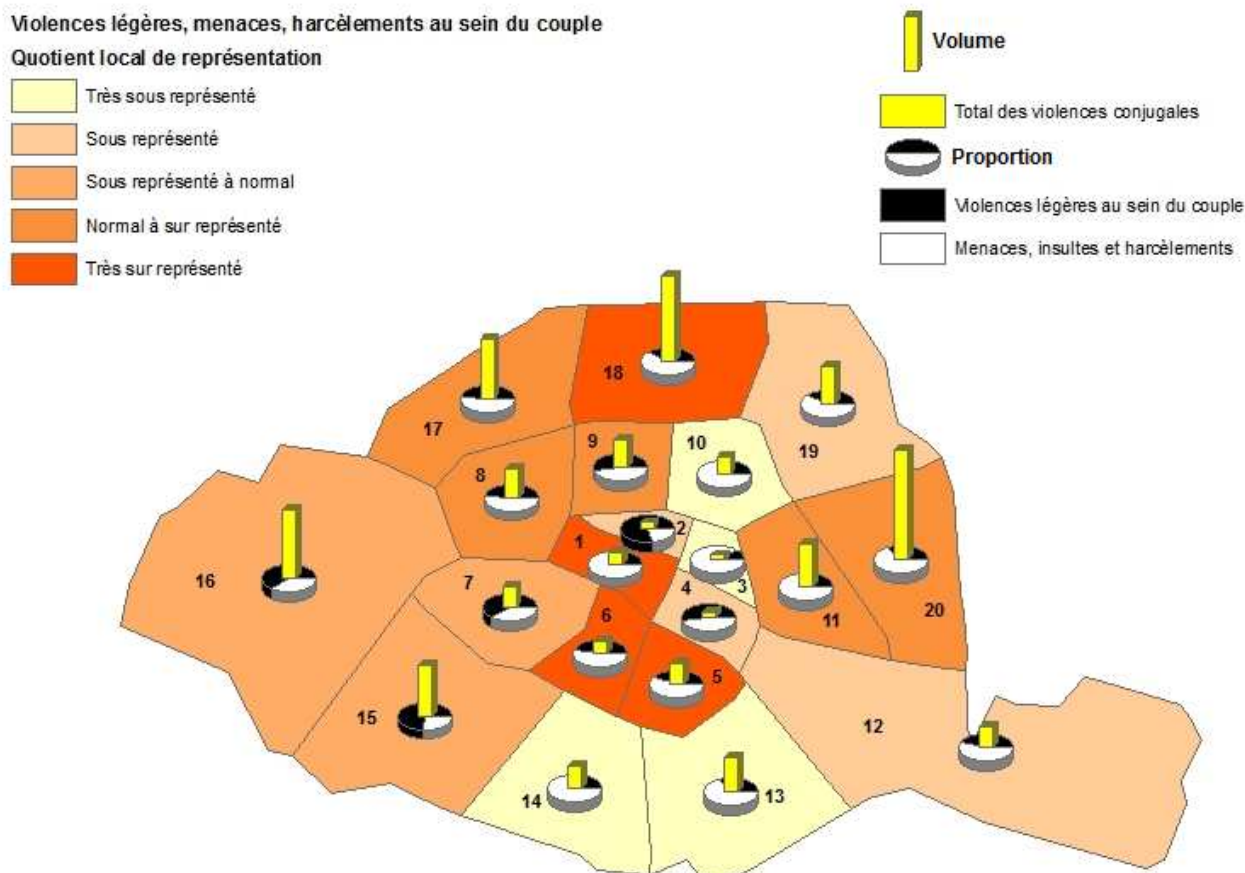 Violences légères, menaces, harcèlements au sein du couple
Quotient local de représentation
Très sous représenté
Sous représenté
Sous représenté à normal
Normal à sur représenté
Très sur représenté
Volume
Total des violences conjugales
Proportion
Violences légères au sein du couple
Menaces, insultes et harcèlements
18
17
19
9
10
8
2
1
16
7
4
3
6
11
20
5
15
12
14
13